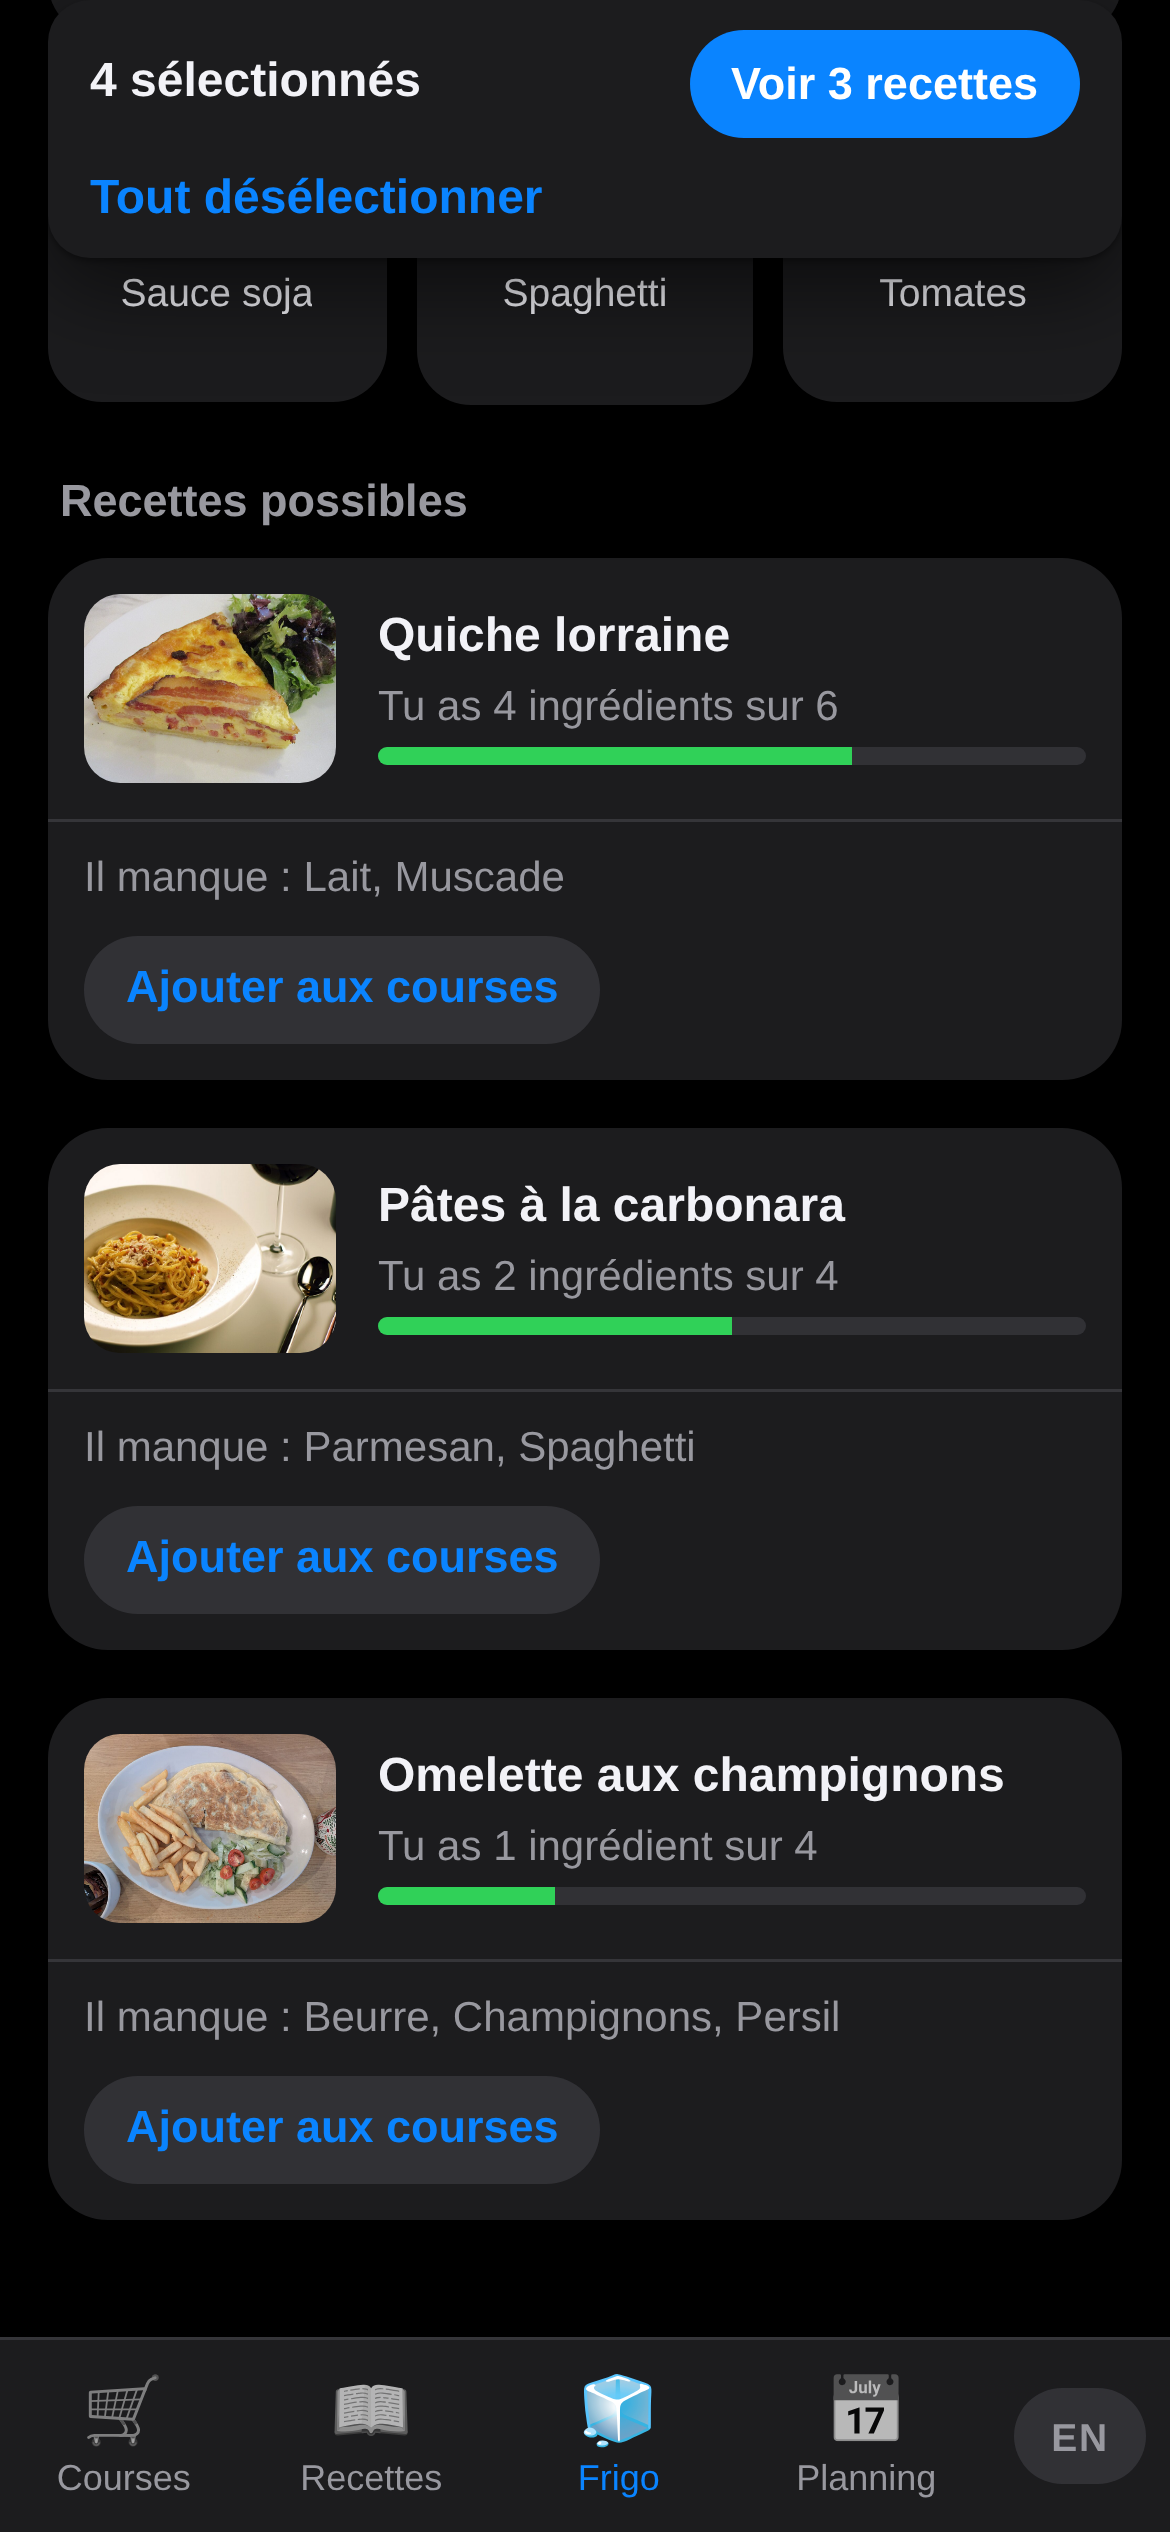 4 sélectionnés
Voir 3 recettes
Tout désélectionner
Sauce soja
Spaghetti
Tomates
Recettes possibles
Quiche lorraine
Tu as 4 ingrédients sur 6
Il manque : Lait, Muscade
Ajouter aux courses
Pâtes à la carbonara
Tu as 2 ingrédients sur 4
Il manque : Parmesan, Spaghetti
Ajouter aux courses
Omelette aux champignons
Tu as 1 ingrédient sur 4
Il manque : Beurre, Champignons, Persil
Ajouter aux courses
July
17
Courses
Recettes
Frigo
Planning
EN